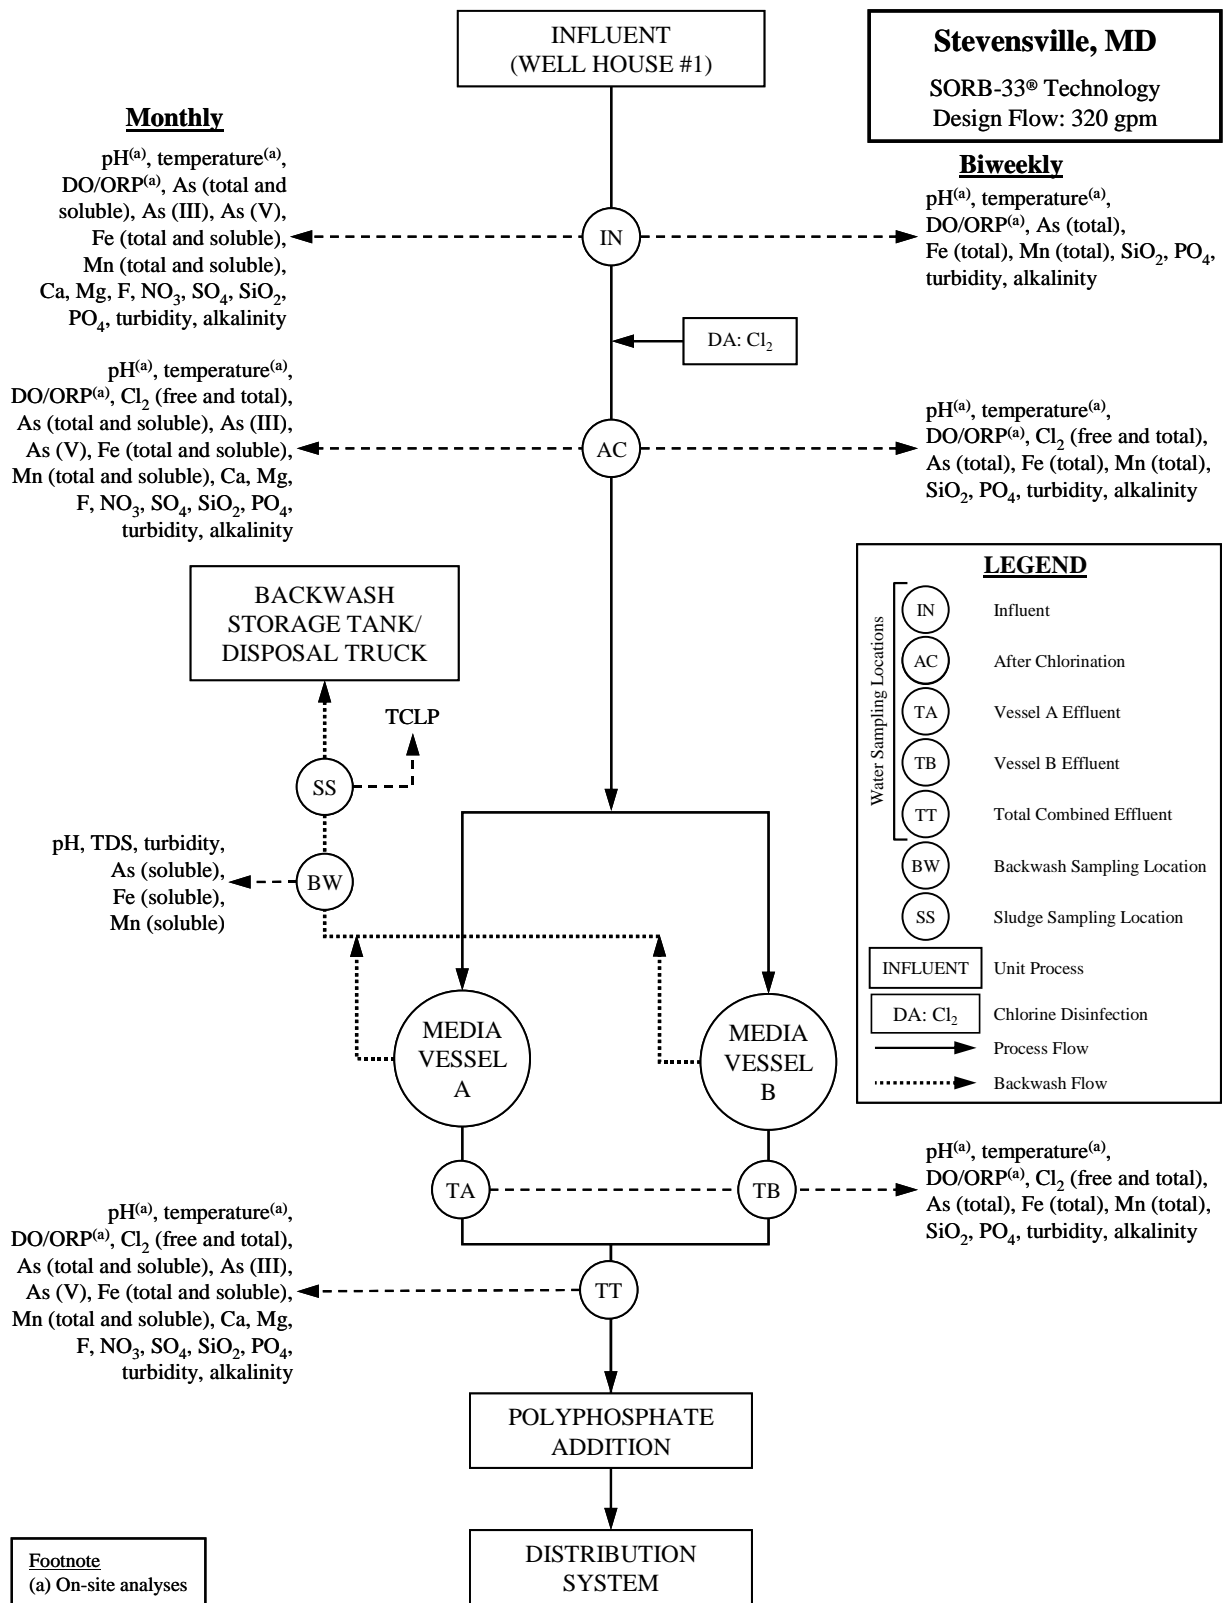 INFLUENT
(WELL HOUSE #1)
Stevensville, MD
SORB-33® Technology
Design Flow: 320 gpm
Monthly
pH(a), temperature(a),
DO/ORP(a), As (total and
soluble), As (III), As (V),
Fe (total and soluble),
Mn (total and soluble),
Ca, Mg, F, NO3, SO4, SiO2,
PO4, turbidity, alkalinity
IN
Biweekly
pH(a), temperature(a),
DO/ORP(a), As (total),
Fe (total), Mn (total), SiO2, PO4,
turbidity, alkalinity
DA: Cl2
pH(a), temperature(a),
DO/ORP(a), Cl2 (free and total),
As (total and soluble), As (III),
As (V), Fe (total and soluble),
Mn (total and soluble), Ca, Mg,
F, NO3, SO4, SiO2, PO4,
turbidity, alkalinity
AC
pH(a), temperature(a),
DO/ORP(a), Cl2 (free and total),
As (total), Fe (total), Mn (total),
SiO2, PO4, turbidity, alkalinity
BACKWASH
STORAGE TANK/
DISPOSAL TRUCK
TCLP
SS
pH, TDS, turbidity,
As (soluble),
Fe (soluble),
Mn (soluble)
BW
LEGEND
Water Sampling Locations
IN Influent
AC After Chlorination
TA Vessel A Effluent
TB Vessel B Effluent
TT Total Combined Effluent
BW Backwash Sampling Location
SS Sludge Sampling Location
INFLUENT Unit Process
DA: Cl2 Chlorine Disinfection
Process Flow
Backwash Flow
MEDIA
VESSEL
A
MEDIA
VESSEL
B
TA
TB
pH(a), temperature(a),
DO/ORP(a), Cl2 (free and total),
As (total), Fe (total), Mn (total),
SiO2, PO4, turbidity, alkalinity
pH(a), temperature(a),
DO/ORP(a), Cl2 (free and total),
As (total and soluble), As (III),
As (V), Fe (total and soluble),
Mn (total and soluble), Ca, Mg,
F, NO3, SO4, SiO2, PO4,
turbidity, alkalinity
TT
POLYPHOSPHATE
ADDITION
DISTRIBUTION
SYSTEM
Footnote
(a) On-site analyses